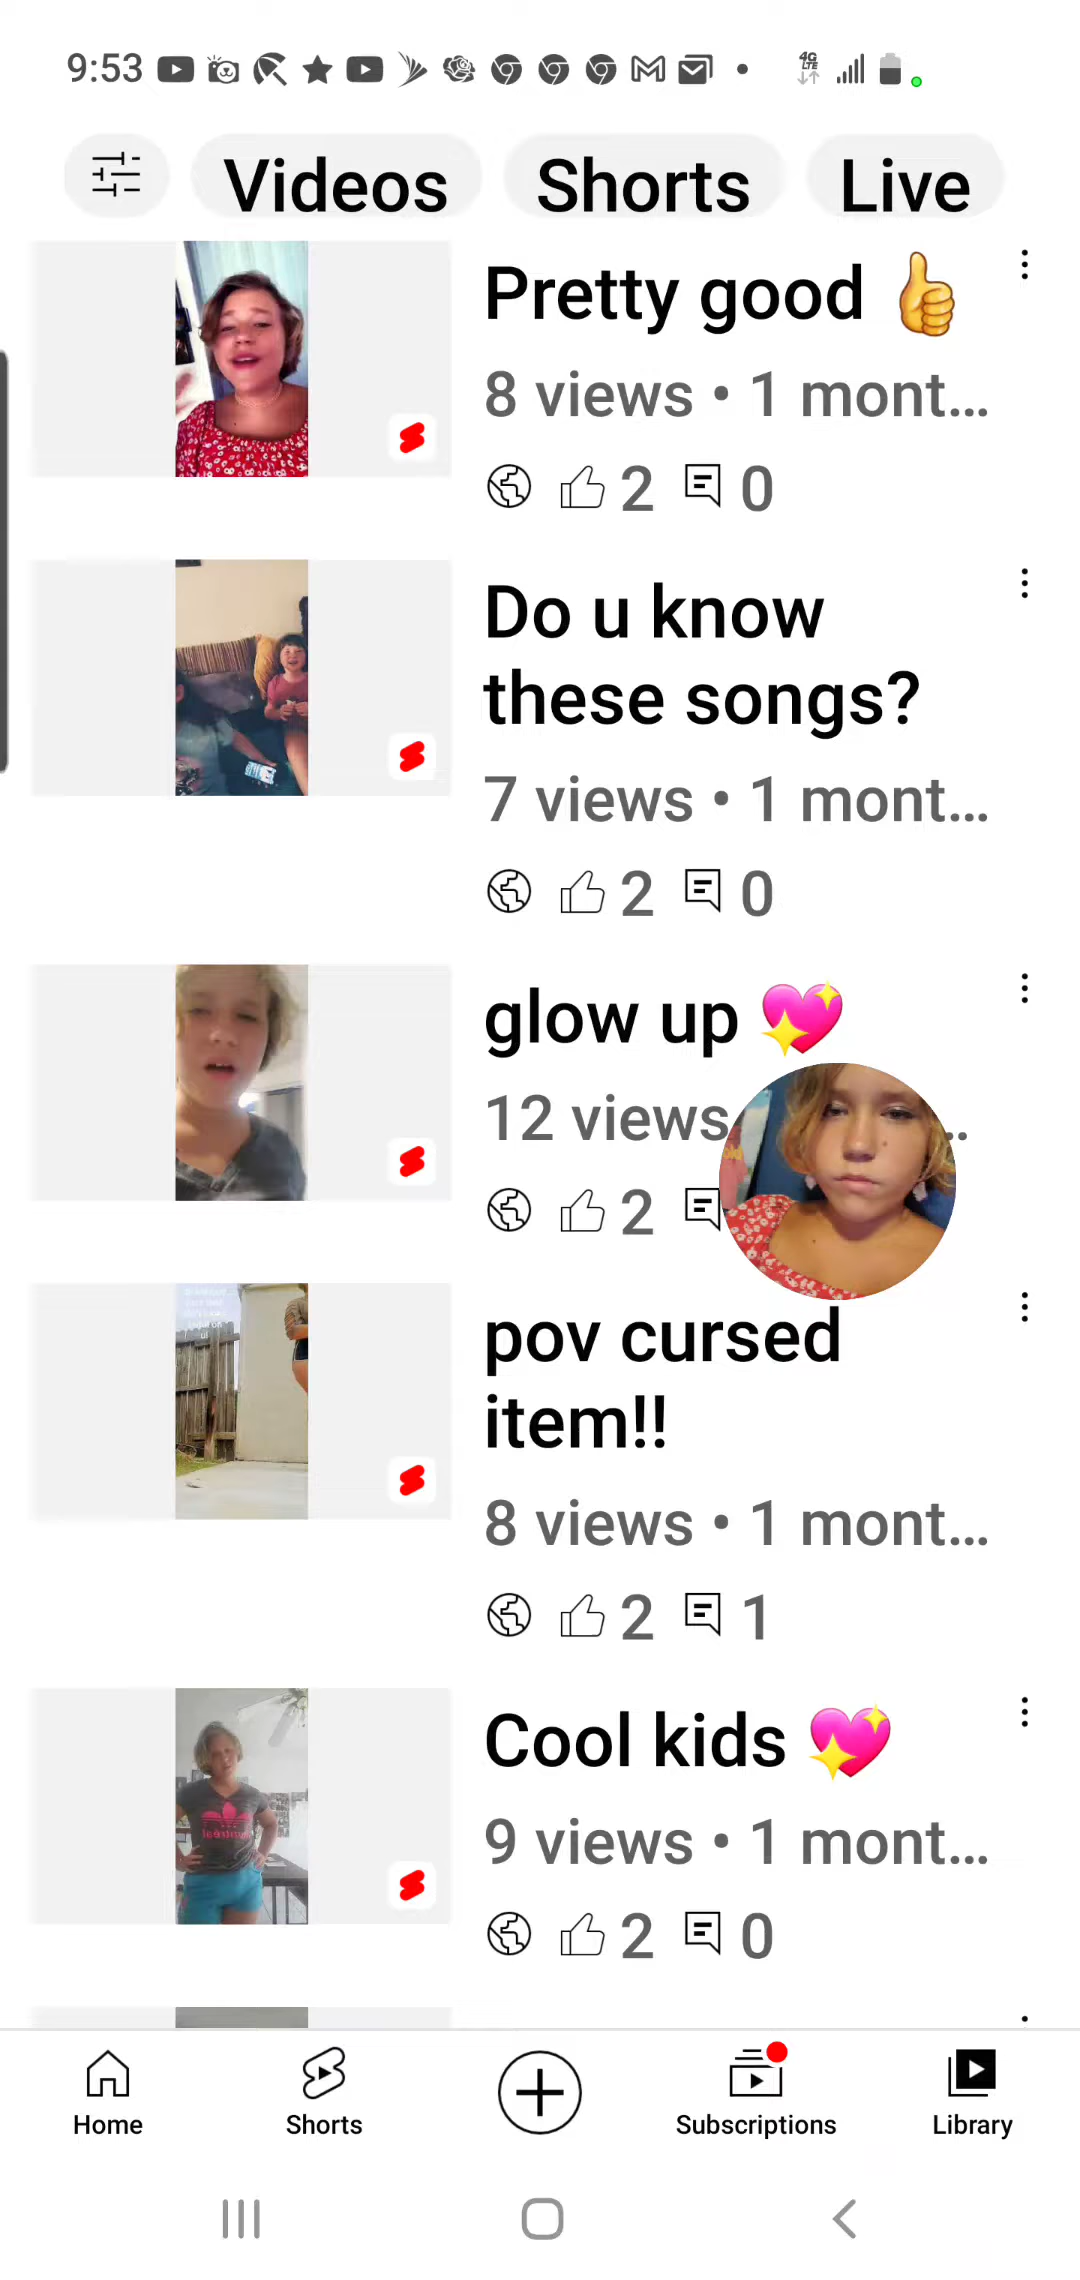 9:53
4G LTE
Videos
Shorts
Live
Pretty good 👍
8 views • 1 mont...
2
0
Do u know
these songs?
7 views • 1 mont...
2
0
glow up 💖
12 views
..
2
pov cursed
item!!
8 views • 1 mont...
2
1
Cool kids 💖
9 views • 1 mont...
2
0
Home
Shorts
Subscriptions
Library